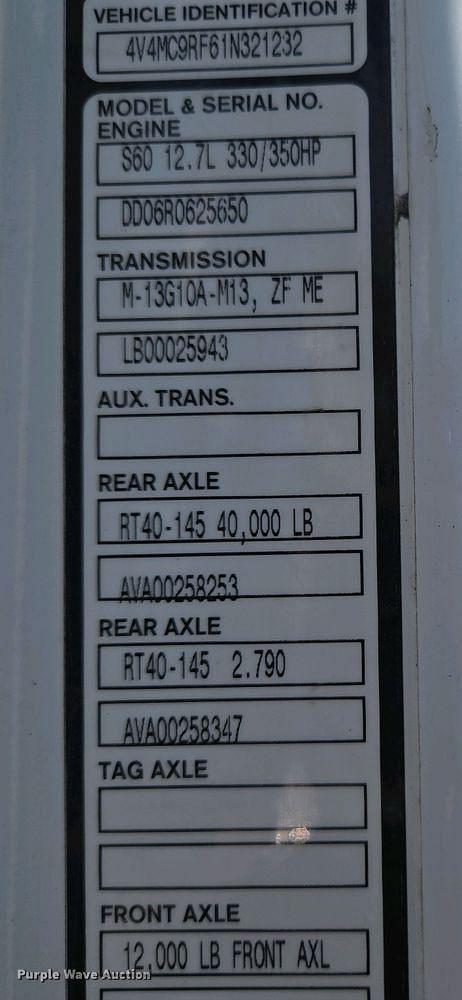 VEHICLE IDENTIFICATION #
4V4MC9RF61N321232
MODEL & SERIAL NO.
ENGINE
S60 12.7L 330/350HP
DD06R0625650
TRANSMISSION
M-13G10A-M13, ZF ME
LB00025943
AUX. TRANS.
REAR AXLE
RT40-145 40,000 LB
AVA00258253
REAR AXLE
RT40-145 2.790
AVA00258347
TAG AXLE
FRONT AXLE
12,000 LB FRONT AXL
Purple Wave Auction